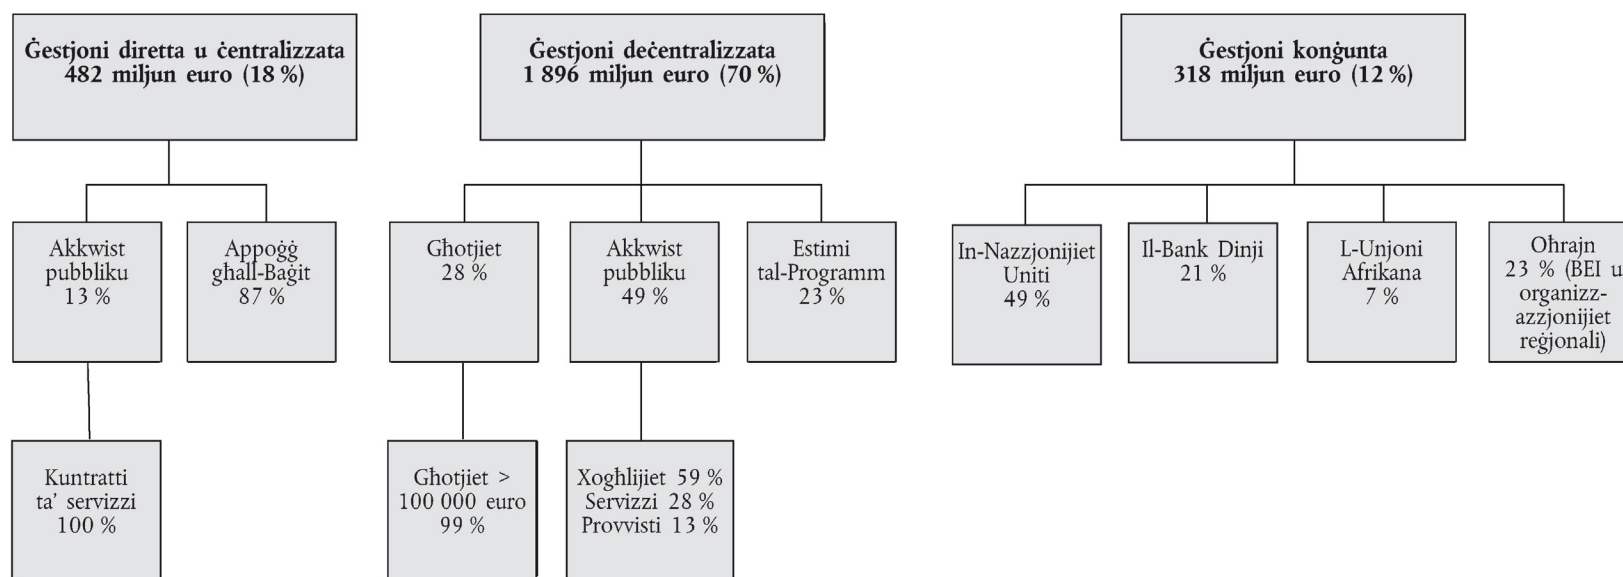 Ġestjoni diretta u ċentralizzata
482 miljun euro (18 %)
Ġestjoni deċentralizzata
1 896 miljun euro (70 %)
Ġestjoni konġunta
318 miljun euro (12 %)
Akkwist
pubbliku
13 %
Appoġġ
għall-Baġit
87 %
Għotjiet
28 %
Akkwist
pubbliku
49 %
Estimi
tal-Programm
23 %
In-Nazzjonijiet
Uniti
49 %
Il-Bank Dinji
21 %
L-Unjoni
Afrikana
7 %
Oħrajn
23 % (BEI u
organizz-
azzjonijiet
reġjonali)
Kuntratti
ta’ servizzi
100 %
Għotjiet >
100 000 euro
99 %
Xogħlijiet 59 %
Servizzi 28 %
Provvisti 13 %